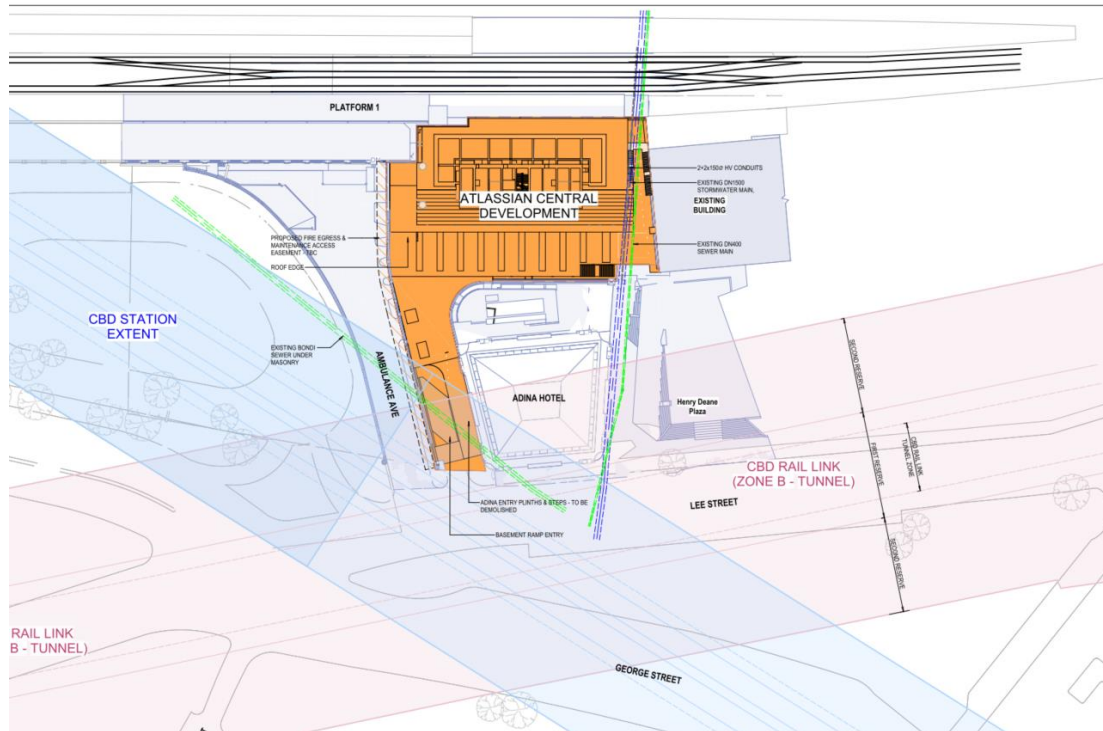 PLATFORM 1
2+2x150ø HV CONDUITS
EXISTING DN1500
STORMWATER MAIN,
EXISTING
BUILDING
ATLASSIAN CENTRAL
DEVELOPMENT
PROPOSED FIRE EGRESS &
MAINTENANCE ACCESS
EASEMENT - TBC
EXISTING DN400
SEWER MAIN
ROOF EDGE
CBD STATION
EXTENT
EXISTING BONDI
SEWER UNDER
MASONRY
AMBULANCE AVE
ADINA HOTEL
Henry Deane
Plaza
SECOND RESERVE
FIRST RESERVE
CBD RAIL LINK
TUNNEL ZONE
SECOND RESERVE
CBD RAIL LINK
(ZONE B - TUNNEL)
LEE STREET
ADINA ENTRY PLINTHS & STEPS - TO BE
DEMOLISHED
BASEMENT RAMP ENTRY
RAIL LINK
B - TUNNEL)
GEORGE STREET